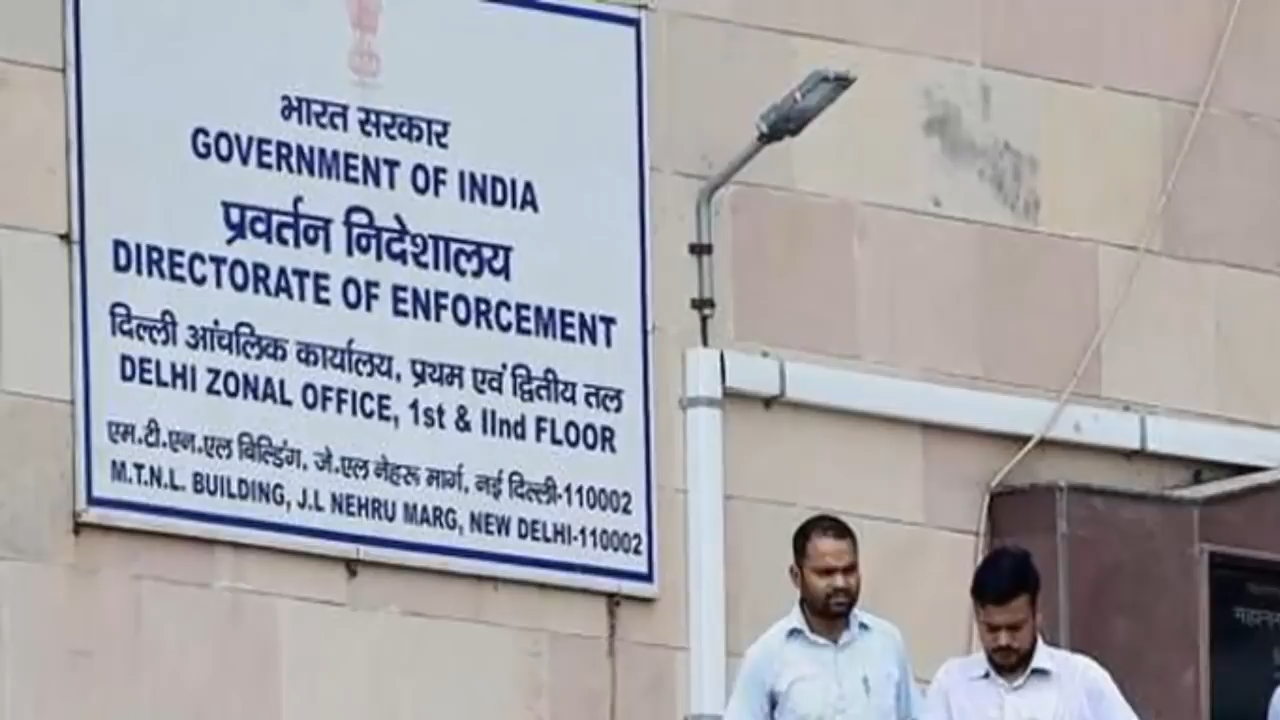 भारत सरकार
GOVERNMENT OF INDIA
प्रवर्तन निदेशालय
DIRECTORATE OF ENFORCEMENT
दिल्ली आंचलिक कार्यालय, प्रथम एवं द्वितीय तल
DELHI ZONAL OFFICE, 1st & IInd FLOOR
एम.टी.एन.एल बिल्डिंग, जे.एल नेहरू मार्ग, नई दिल्ली-110002
M.T.N.L. BUILDING, J.L NEHRU MARG, NEW DELHI-110002